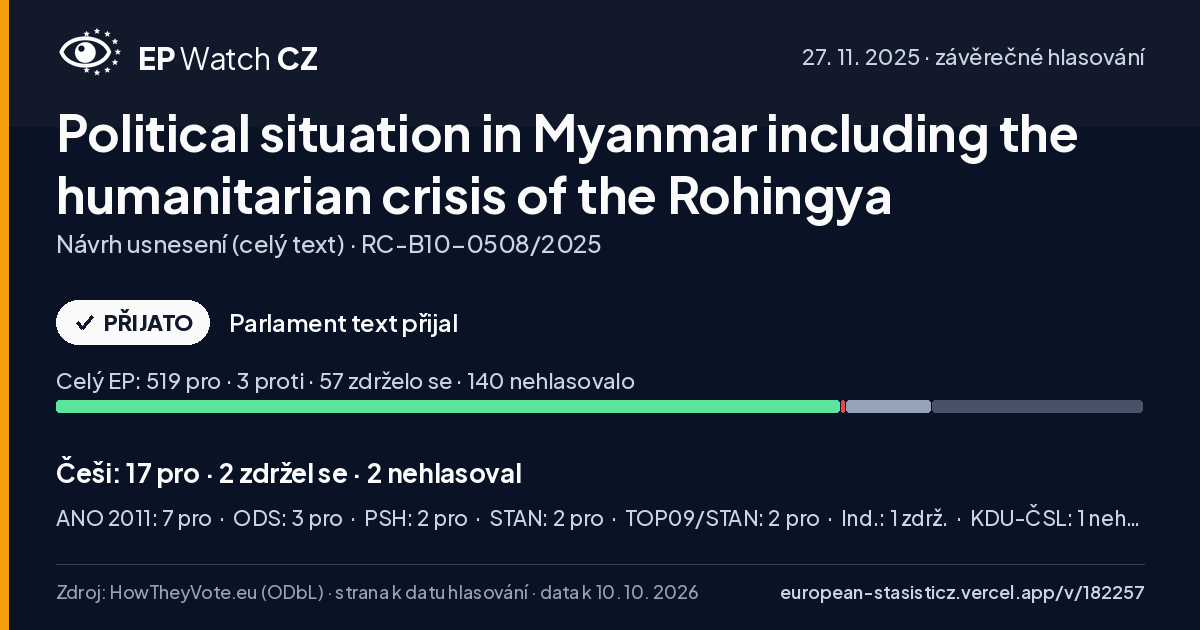 EP Watch CZ
27. 11. 2025 · závěrečné hlasování
Political situation in Myanmar including the
humanitarian crisis of the Rohingya
Návrh usnesení (celý text) · RC-B10-0508/2025
✓ PŘIJATO Parlament text přijal
Celý EP: 519 pro · 3 proti · 57 zdrželo se · 140 nehlasovalo
Češi: 17 pro · 2 zdržel se · 2 nehlasoval
ANO 2011: 7 pro · ODS: 3 pro · PSH: 2 pro · STAN: 2 pro · TOP09/STAN: 2 pro · Ind.: 1 zdrž. · KDU-ČSL: 1 neh…
Zdroj: HowTheyVote.eu (ODbL) · strana k datu hlasování · data k 10. 10. 2026
european-stasisticz.vercel.app/v/182257